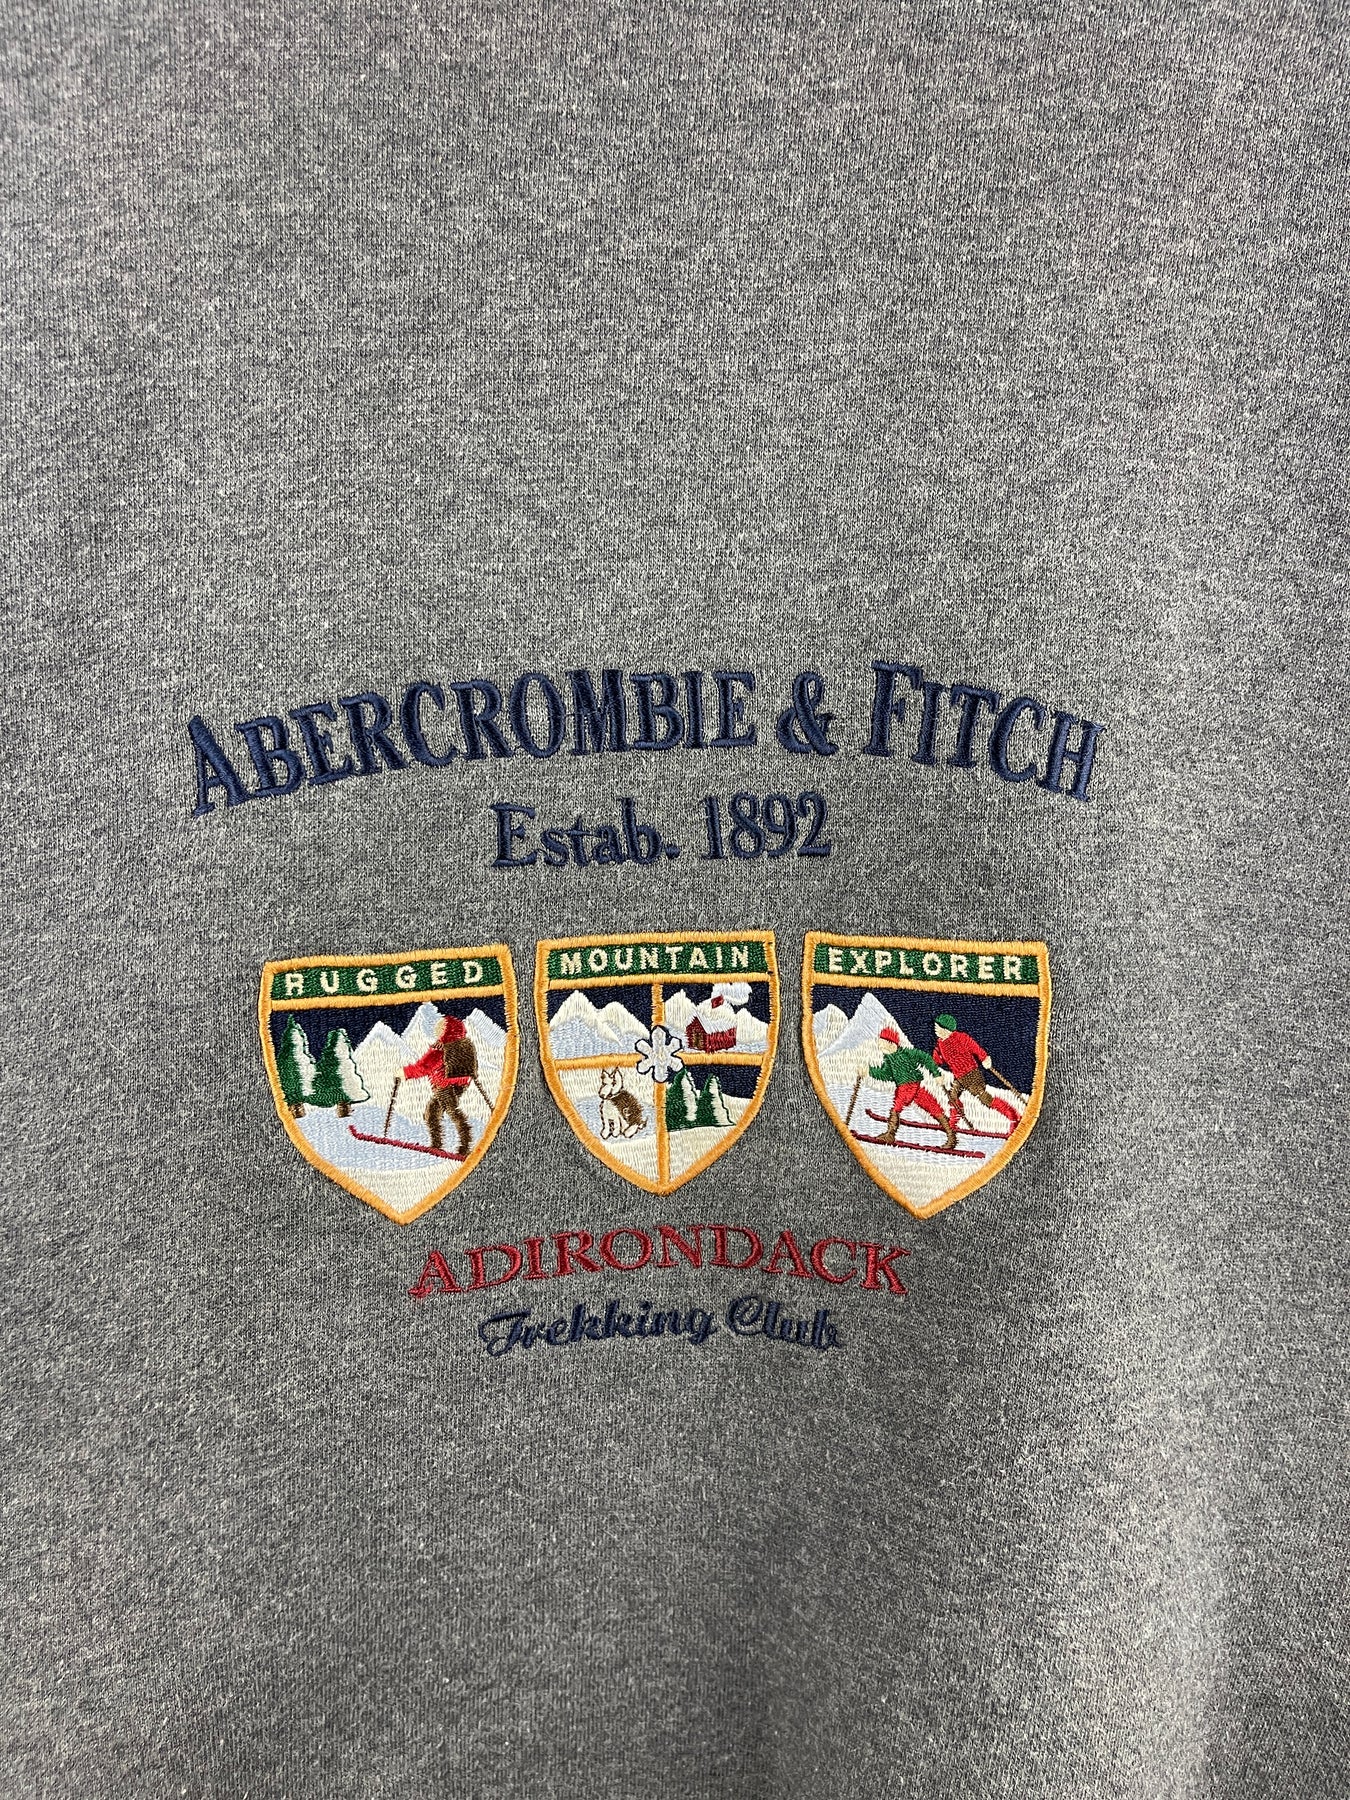 ABERCROMBIE & FITCH
Estab. 1892
RUGGED MOUNTAIN EXPLORER
ADIRONDACK
Trekking Club